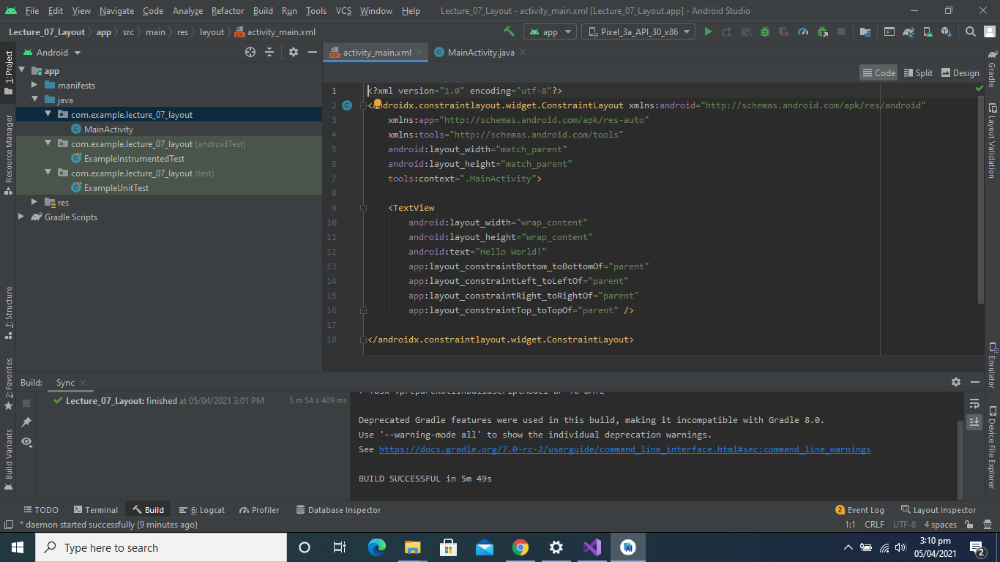 File Edit View Navigate Code Analyze Refactor Build Run Tools VCS Window Help Lecture_07_Layout - activity_main.xml [Lecture_07_Layout.app] - Android Studio
Lecture_07_Layout app src main res layout activity_main.xml app Pixel_3a_API_30_x86
1: Project
Resource Manager
7: Structure
2: Favorites
Build Variants
Android
app
manifests
java
com.example.lecture_07_layout
MainActivity
com.example.lecture_07_layout (androidTest)
ExampleInstrumentedTest
com.example.lecture_07_layout (test)
ExampleUnitTest
res
Gradle Scripts
activity_main.xml MainActivity.java
Code Split Design
1 <?xml version="1.0" encoding="utf-8"?>
2 <androidx.constraintlayout.widget.ConstraintLayout xmlns:android="http://schemas.android.com/apk/res/android"
3 xmlns:app="http://schemas.android.com/apk/res-auto"
4 xmlns:tools="http://schemas.android.com/tools"
5 android:layout_width="match_parent"
6 android:layout_height="match_parent"
7 tools:context=".MainActivity">
8
9 <TextView
10 android:layout_width="wrap_content"
11 android:layout_height="wrap_content"
12 android:text="Hello World!"
13 app:layout_constraintBottom_toBottomOf="parent"
14 app:layout_constraintLeft_toLeftOf="parent"
15 app:layout_constraintRight_toRightOf="parent"
16 app:layout_constraintTop_toTopOf="parent" />
17
18 </androidx.constraintlayout.widget.ConstraintLayout>
Gradle
Layout Validation
Emulator
Device File Explorer
Build: Sync
Lecture_07_Layout: finished at 05/04/2021 3:01 PM 5 m 54 s 409 ms
Deprecated Gradle features were used in this build, making it incompatible with Gradle 8.0.
Use '--warning-mode all' to show the individual deprecation warnings.
See https://docs.gradle.org/7.0-rc-2/userguide/command_line_interface.html#sec:command_line_warnings
BUILD SUCCESSFUL in 5m 49s
TODO Terminal Build 6: Logcat Profiler Database Inspector 2 Event Log Layout Inspector
* daemon started successfully (9 minutes ago) 1:1 CRLF UTF-8 4 spaces
Type here to search
3:10 pm
05/04/2021
2